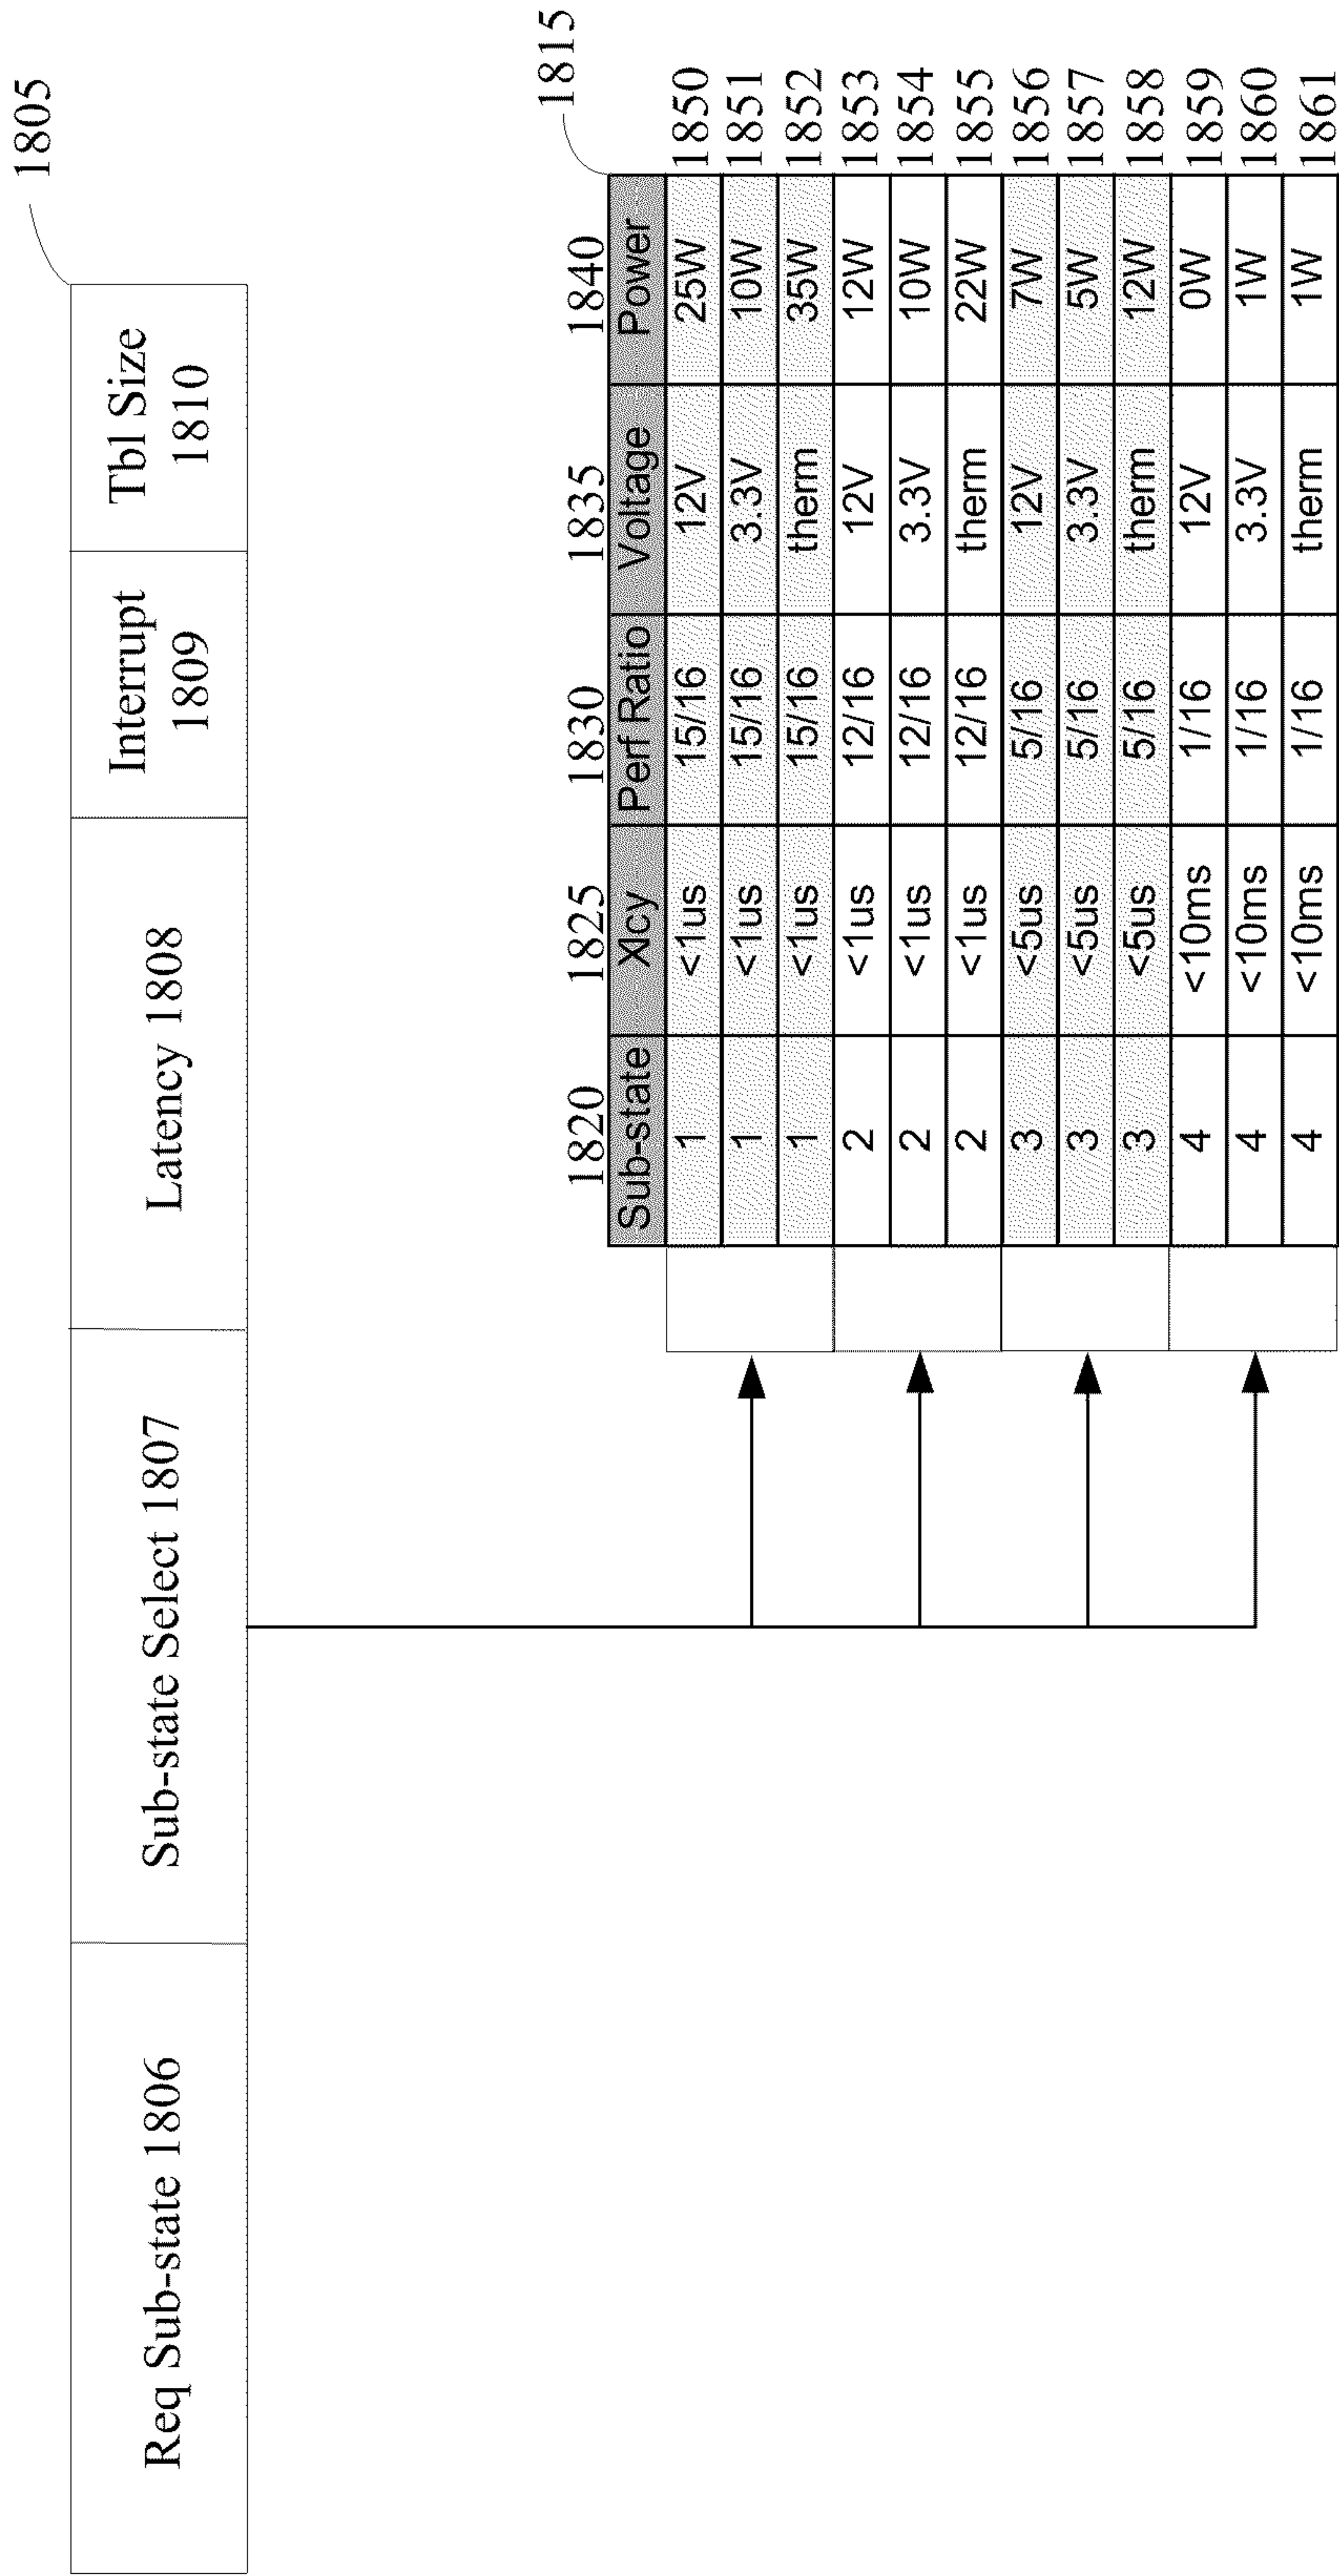 1805
Req Sub-state 1806
Sub-state Select 1807
Latency 1808
Interrupt
1809
Tbl Size
1810
1815
1820 1825 1830 1835 1840
Sub-state Xlcy Perf Ratio Voltage Power
1 <1us 15/16 12V 25W 1850
1 <1us 15/16 3.3V 10W 1851
1 <1us 15/16 therm 35W 1852
2 <1us 12/16 12V 12W 1853
2 <1us 12/16 3.3V 10W 1854
2 <1us 12/16 therm 22W 1855
3 <5us 5/16 12V 7W 1856
3 <5us 5/16 3.3V 5W 1857
3 <5us 5/16 therm 12W 1858
4 <10ms 1/16 12V 0W 1859
4 <10ms 1/16 3.3V 1W 1860
4 <10ms 1/16 therm 1W 1861